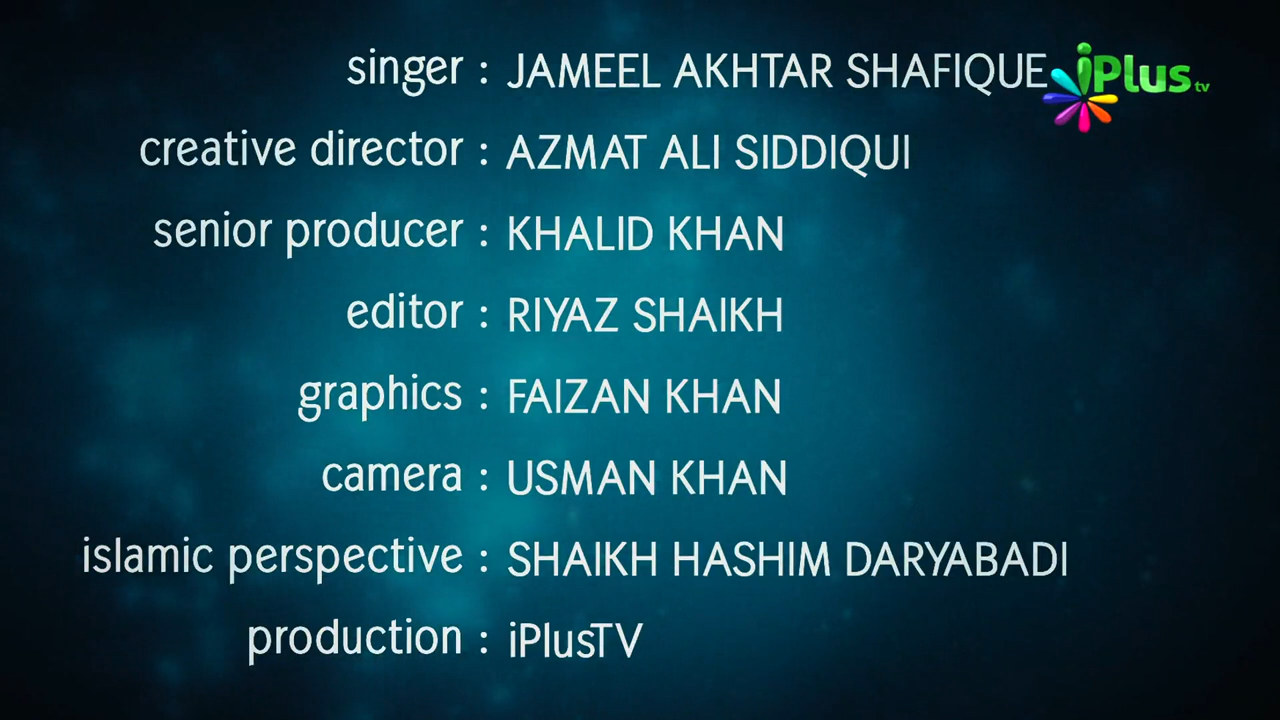 singer : JAMEEL AKHTAR SHAFIQUE
iPlus tv
creative director : AZMAT ALI SIDDIQUI
senior producer : KHALID KHAN
editor : RIYAZ SHAIKH
graphics : FAIZAN KHAN
camera : USMAN KHAN
islamic perspective : SHAIKH HASHIM DARYABADI
production : iPlusTV